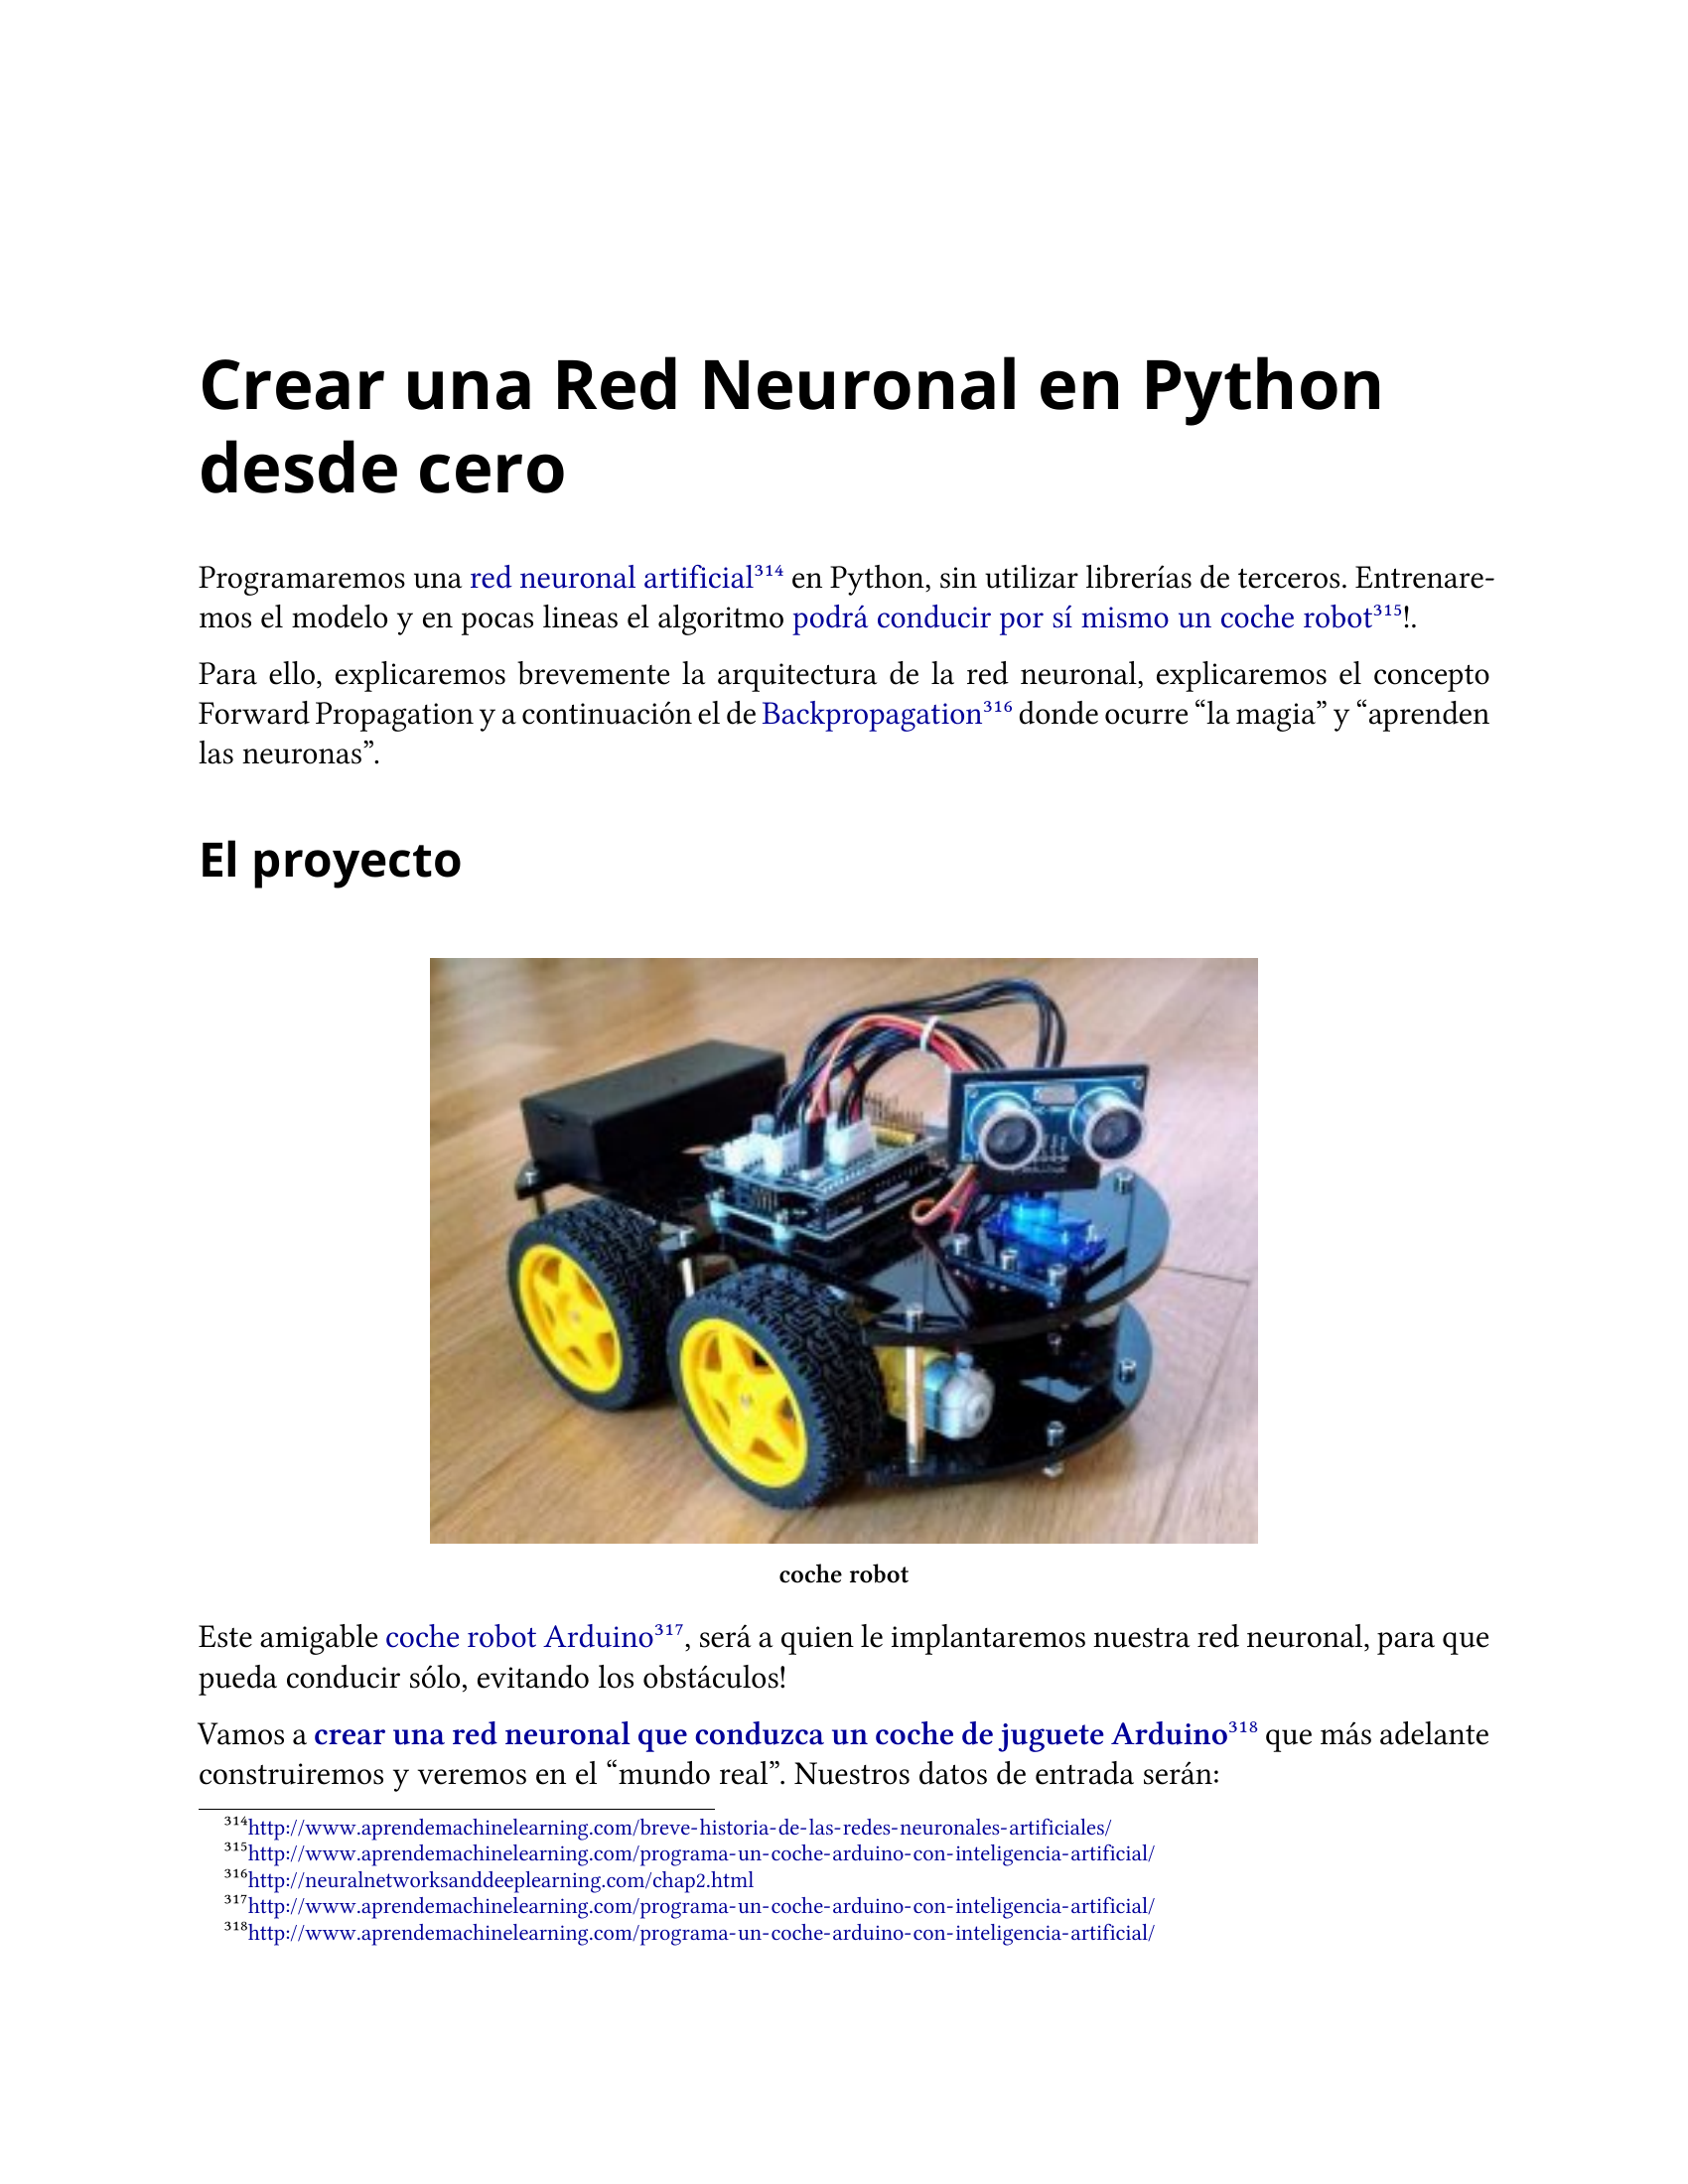 Crear una Red Neuronal en Python
desde cero
Programaremos una red neuronal artificial³¹⁴ en Python, sin utilizar librerías de terceros. Entrenare-
mos el modelo y en pocas lineas el algoritmo podrá conducir por sí mismo un coche robot³¹⁵!.
Para ello, explicaremos brevemente la arquitectura de la red neuronal, explicaremos el concepto
Forward Propagation y a continuación el de Backpropagation³¹⁶ donde ocurre “la magia” y “aprenden
las neuronas”.
El proyecto
coche robot
Este amigable coche robot Arduino³¹⁷, será a quien le implantaremos nuestra red neuronal, para que
pueda conducir sólo, evitando los obstáculos!
Vamos a crear una red neuronal que conduzca un coche de juguete Arduino³¹⁸ que más adelante
construiremos y veremos en el “mundo real”. Nuestros datos de entrada serán:
³¹⁴http://www.aprendemachinelearning.com/breve-historia-de-las-redes-neuronales-artificiales/
³¹⁵http://www.aprendemachinelearning.com/programa-un-coche-arduino-con-inteligencia-artificial/
³¹⁶http://neuralnetworksanddeeplearning.com/chap2.html
³¹⁷http://www.aprendemachinelearning.com/programa-un-coche-arduino-con-inteligencia-artificial/
³¹⁸http://www.aprendemachinelearning.com/programa-un-coche-arduino-con-inteligencia-artificial/